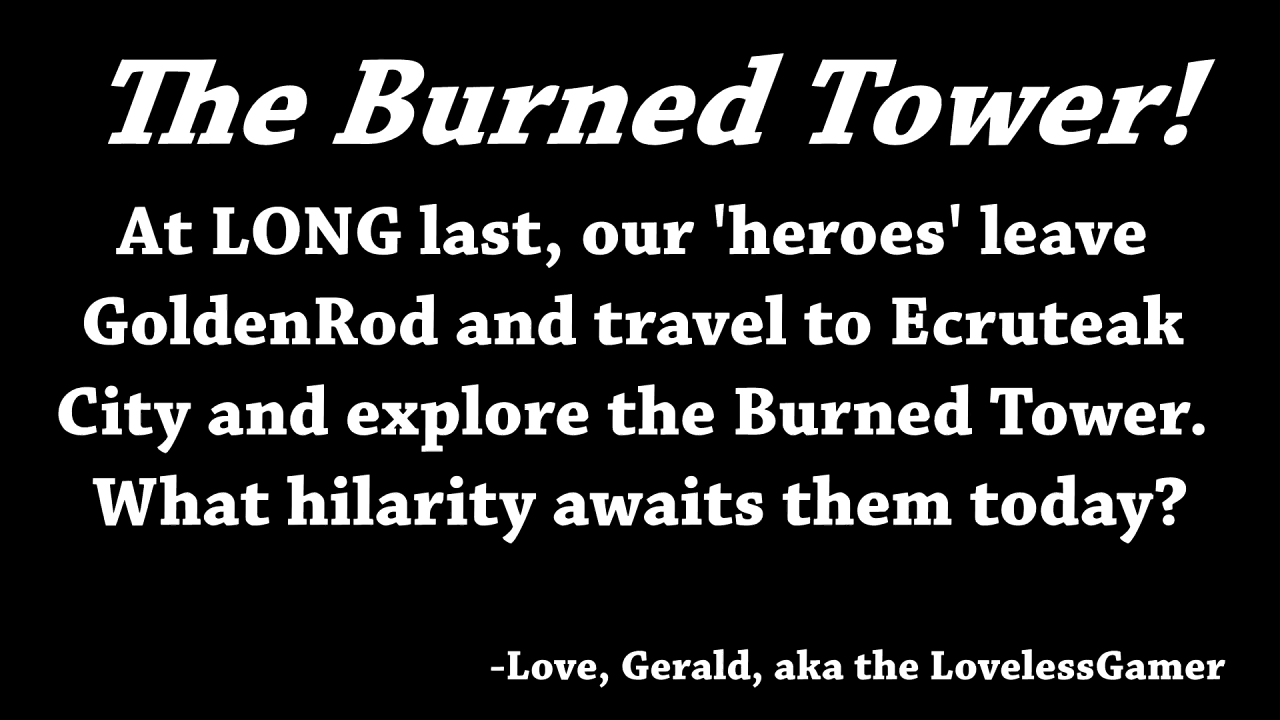 The Burned Tower!
At LONG last, our 'heroes' leave
GoldenRod and travel to Ecruteak
City and explore the Burned Tower.
What hilarity awaits them today?
-Love, Gerald, aka the LovelessGamer